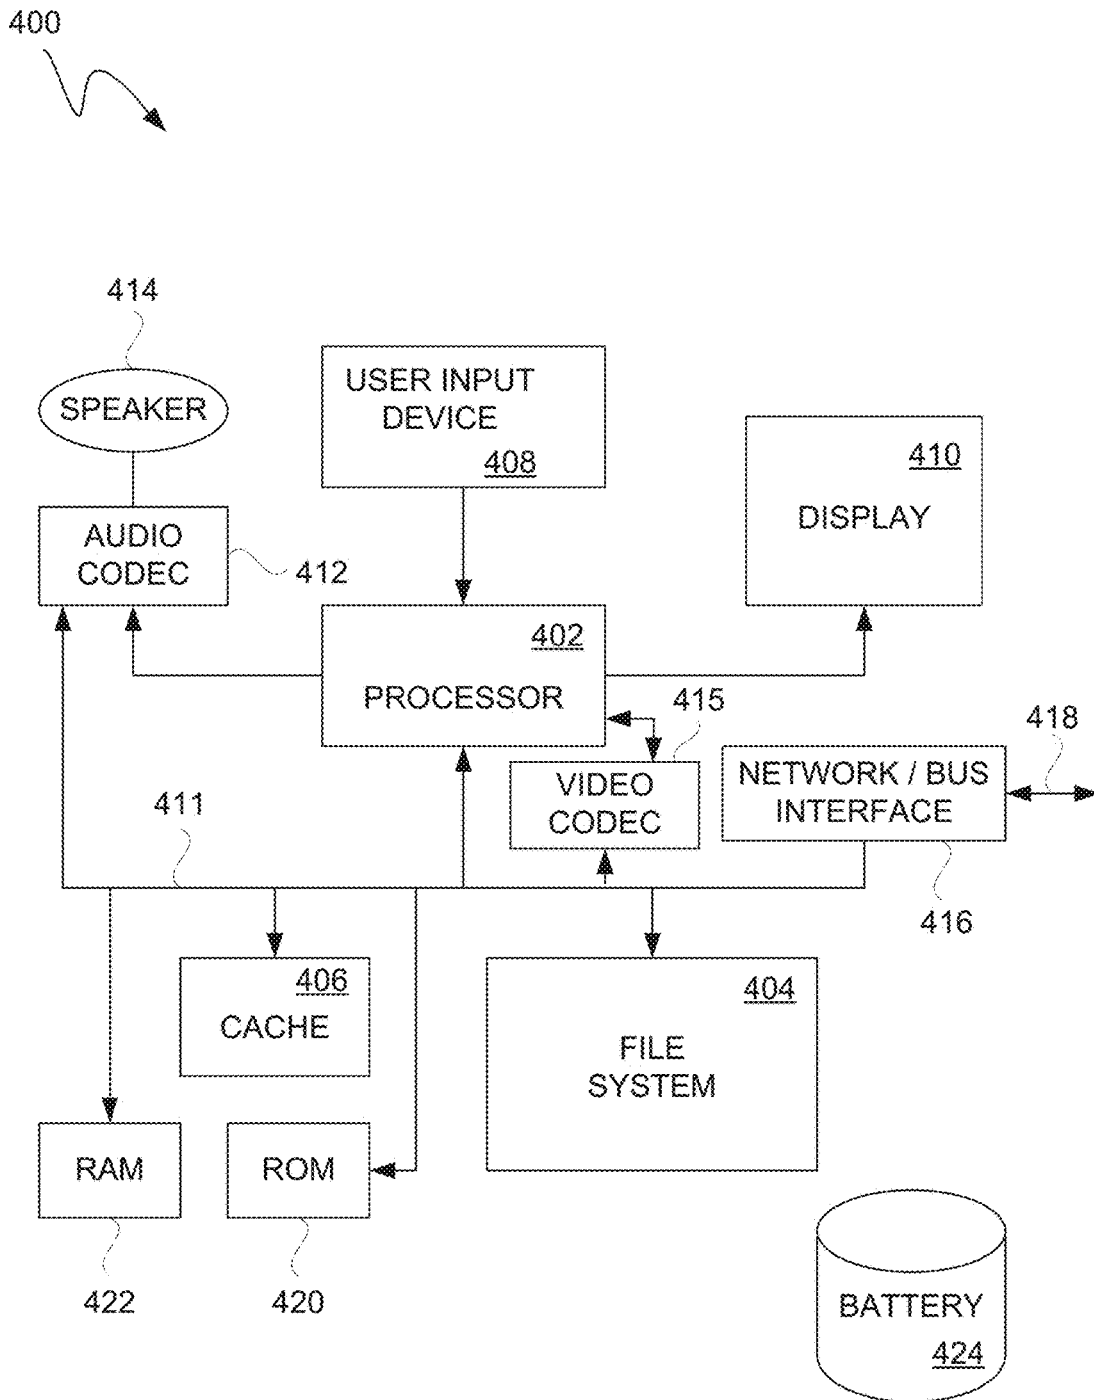 400
414
SPEAKER
USER INPUT
DEVICE
408
410
DISPLAY
AUDIO
CODEC
412
402
PROCESSOR
415
418
VIDEO
CODEC
NETWORK / BUS
INTERFACE
411
416
406
CACHE
404
FILE
SYSTEM
RAM
ROM
422
420
BATTERY
424